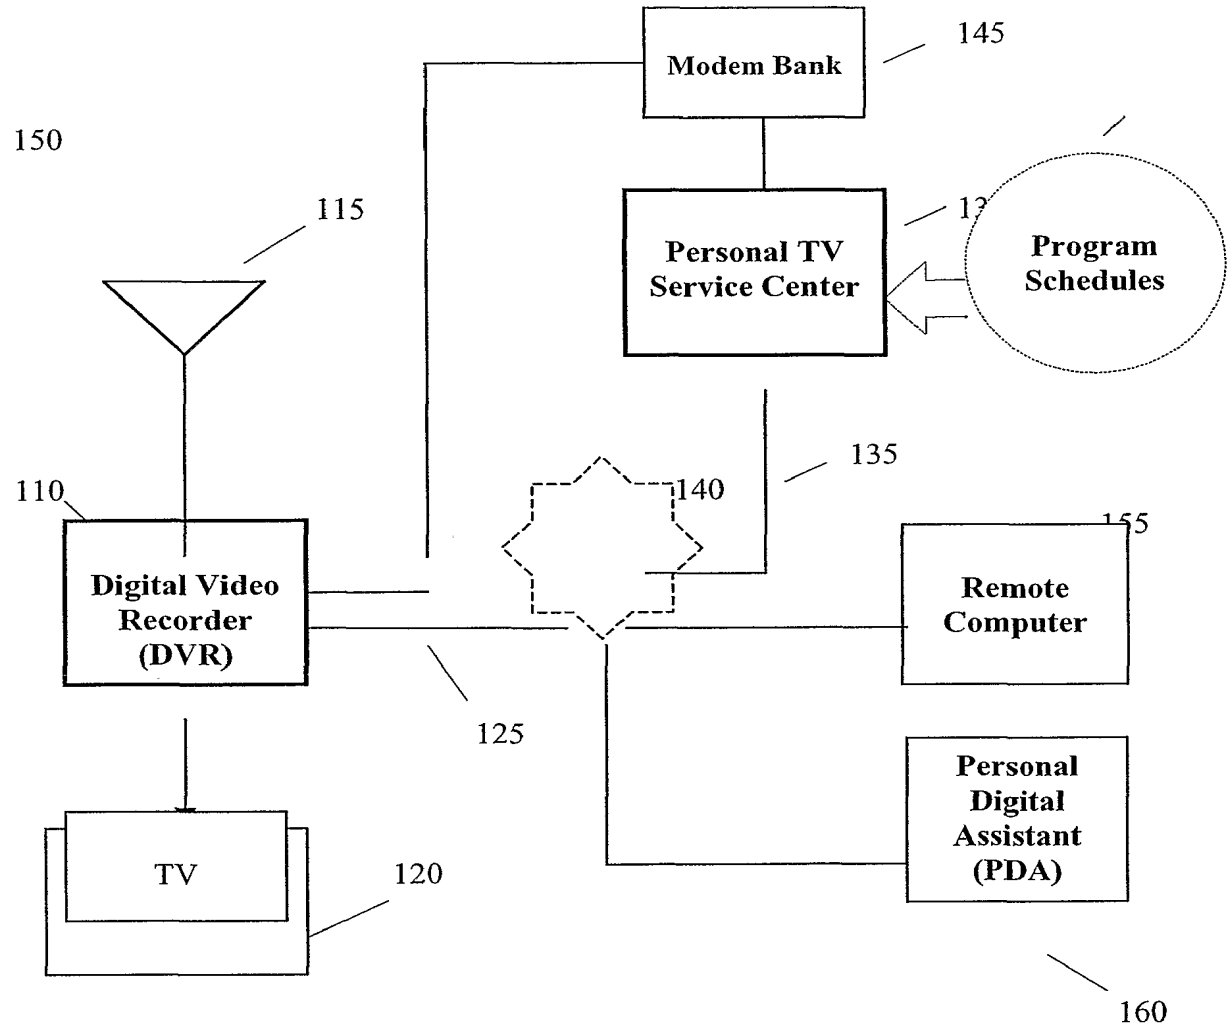 145
Modem Bank
150
115
Personal TV
Service Center
Program
Schedules
135
140
110
155
Digital Video
Recorder
(DVR)
Remote
Computer
125
Personal
Digital
Assistant
(PDA)
TV
120
160